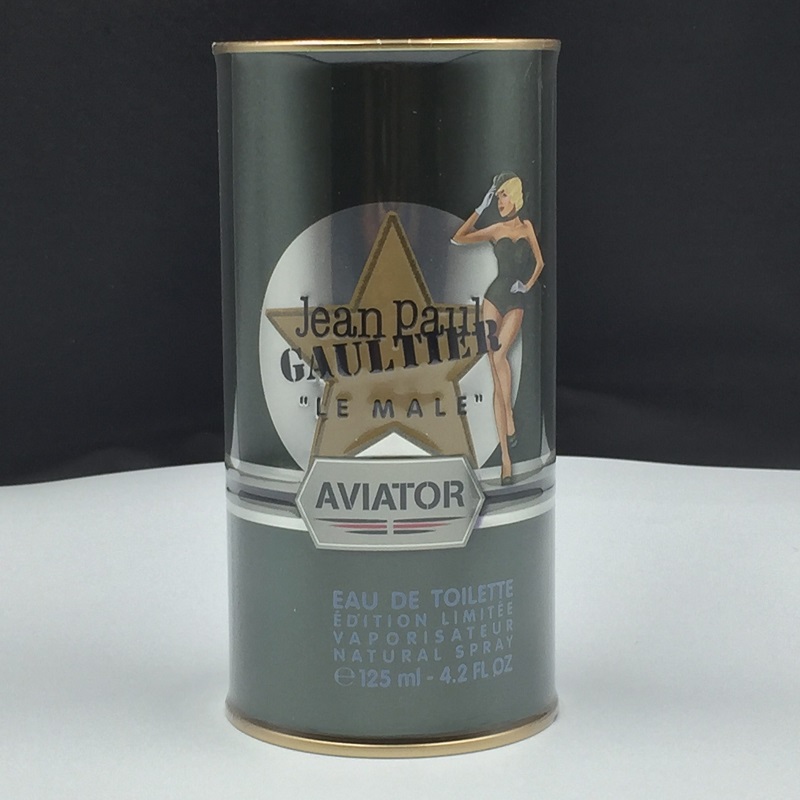 Jean Paul
GAULTIER
"LE MALE"
AVIATOR
EAU DE TOILETTE
ÉDITION LIMITÉE
VAPORISATEUR
NATURAL SPRAY
℮125 ml - 4.2 FL OZ